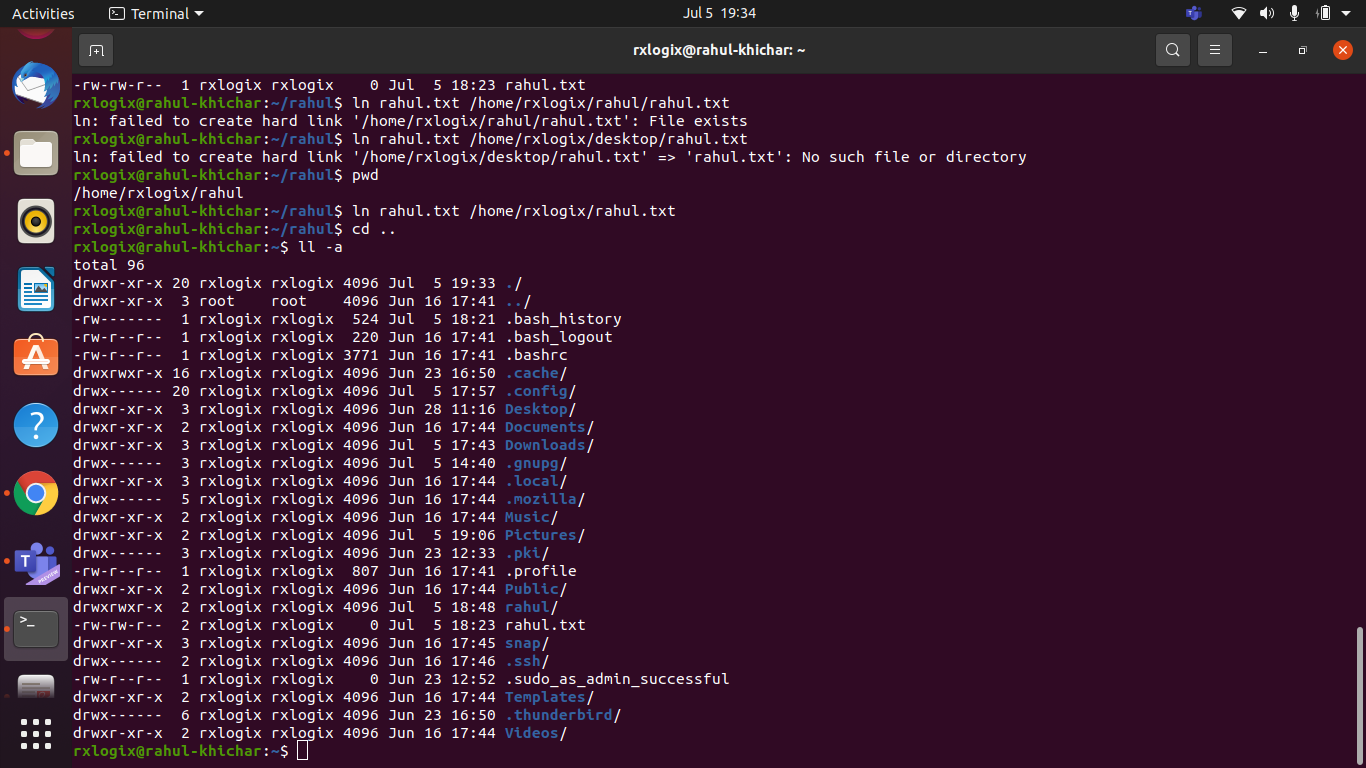 Activities Terminal Jul 5 19:34
rxlogix@rahul-khichar: ~
-rw-rw-r--  1 rxlogix rxlogix    0 Jul  5 18:23 rahul.txt
rxlogix@rahul-khichar:~/rahul$ ln rahul.txt /home/rxlogix/rahul/rahul.txt
ln: failed to create hard link '/home/rxlogix/rahul/rahul.txt': File exists
rxlogix@rahul-khichar:~/rahul$ ln rahul.txt /home/rxlogix/desktop/rahul.txt
ln: failed to create hard link '/home/rxlogix/desktop/rahul.txt' => 'rahul.txt': No such file or directory
rxlogix@rahul-khichar:~/rahul$ pwd
/home/rxlogix/rahul
rxlogix@rahul-khichar:~/rahul$ ln rahul.txt /home/rxlogix/rahul.txt
rxlogix@rahul-khichar:~/rahul$ cd ..
rxlogix@rahul-khichar:~$ ll -a
total 96
drwxr-xr-x 20 rxlogix rxlogix 4096 Jul  5 19:33 ./
drwxr-xr-x  3 root    root    4096 Jun 16 17:41 ../
-rw-------  1 rxlogix rxlogix  524 Jul  5 18:21 .bash_history
-rw-r--r--  1 rxlogix rxlogix  220 Jun 16 17:41 .bash_logout
-rw-r--r--  1 rxlogix rxlogix 3771 Jun 16 17:41 .bashrc
drwxrwxr-x 16 rxlogix rxlogix 4096 Jun 23 16:50 .cache/
drwx------ 20 rxlogix rxlogix 4096 Jul  5 17:57 .config/
drwxr-xr-x  3 rxlogix rxlogix 4096 Jun 28 11:16 Desktop/
drwxr-xr-x  2 rxlogix rxlogix 4096 Jun 16 17:44 Documents/
drwxr-xr-x  3 rxlogix rxlogix 4096 Jul  5 17:43 Downloads/
drwx------  3 rxlogix rxlogix 4096 Jul  5 14:40 .gnupg/
drwxr-xr-x  3 rxlogix rxlogix 4096 Jun 16 17:44 .local/
drwx------  5 rxlogix rxlogix 4096 Jun 16 17:44 .mozilla/
drwxr-xr-x  2 rxlogix rxlogix 4096 Jun 16 17:44 Music/
drwxr-xr-x  2 rxlogix rxlogix 4096 Jul  5 19:06 Pictures/
drwx------  3 rxlogix rxlogix 4096 Jun 23 12:33 .pki/
-rw-r--r--  1 rxlogix rxlogix  807 Jun 16 17:41 .profile
drwxr-xr-x  2 rxlogix rxlogix 4096 Jun 16 17:44 Public/
drwxrwxr-x  2 rxlogix rxlogix 4096 Jul  5 18:48 rahul/
-rw-rw-r--  2 rxlogix rxlogix    0 Jul  5 18:23 rahul.txt
drwxr-xr-x  3 rxlogix rxlogix 4096 Jun 16 17:45 snap/
drwx------  2 rxlogix rxlogix 4096 Jun 16 17:46 .ssh/
-rw-r--r--  1 rxlogix rxlogix    0 Jun 23 12:52 .sudo_as_admin_successful
drwxr-xr-x  2 rxlogix rxlogix 4096 Jun 16 17:44 Templates/
drwx------  6 rxlogix rxlogix 4096 Jun 23 16:50 .thunderbird/
drwxr-xr-x  2 rxlogix rxlogix 4096 Jun 16 17:44 Videos/
rxlogix@rahul-khichar:~$
T
PREVIEW
>_